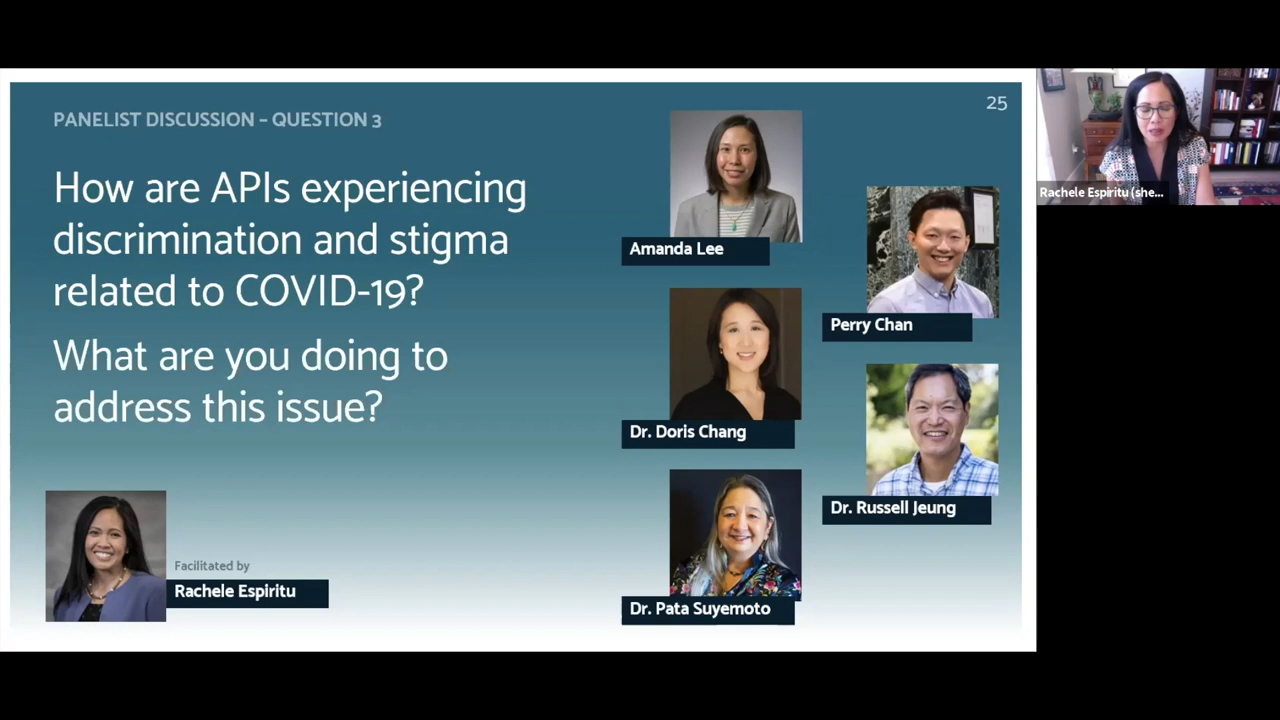 PANELIST DISCUSSION – QUESTION 3
25
How are APIs experiencing
discrimination and stigma
related to COVID-19?
What are you doing to
address this issue?
Amanda Lee
Perry Chan
Dr. Doris Chang
Dr. Russell Jeung
Dr. Pata Suyemoto
Facilitated by
Rachele Espiritu
Rachele Espiritu (she...